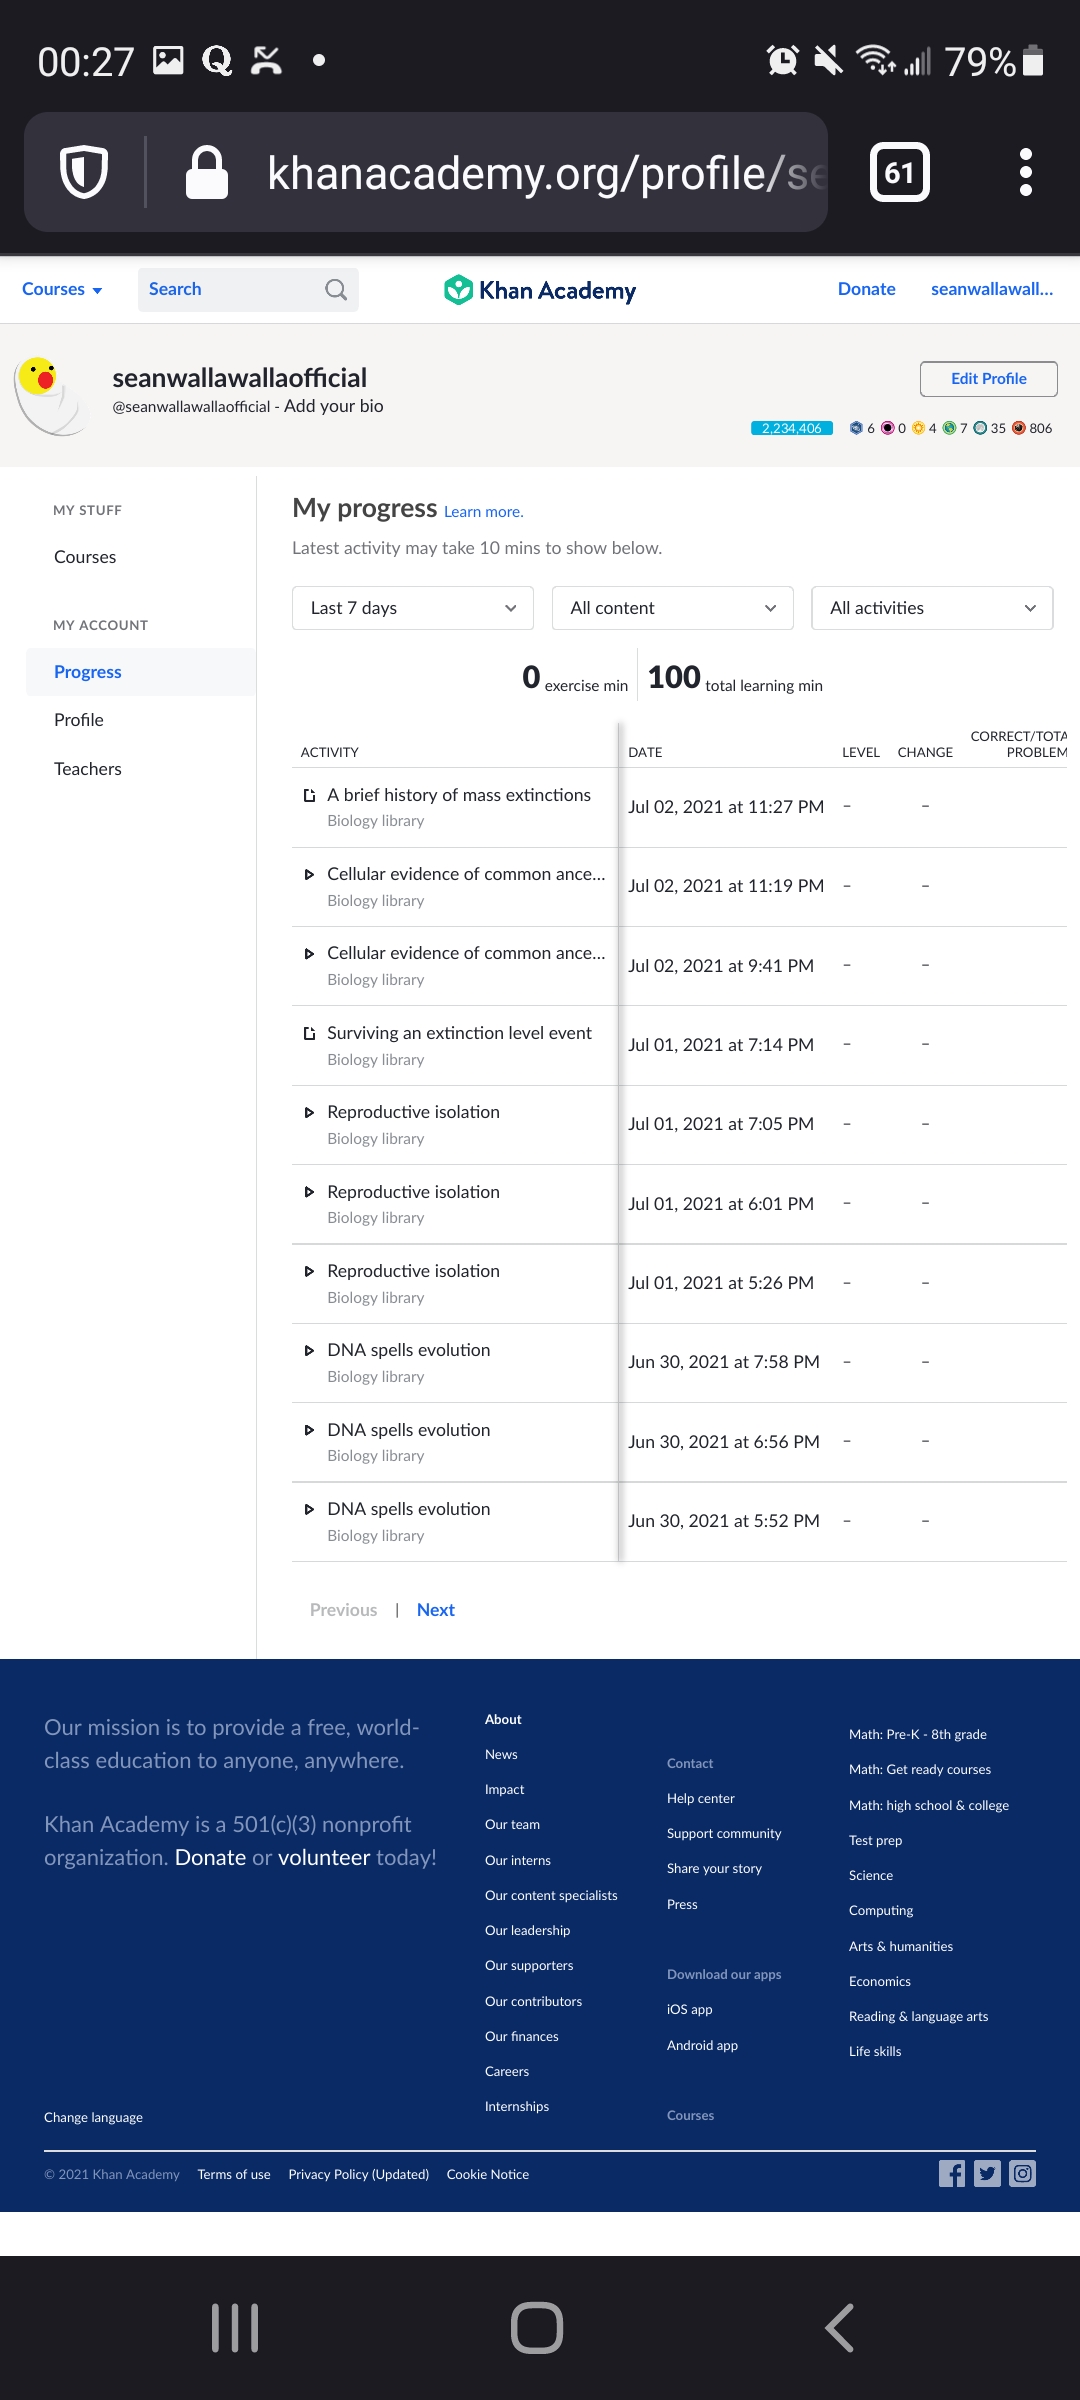 00:27
79%
khanacademy.org/profile/se
61
Courses
Search
Khan Academy
Donate
seanwallawall...
seanwallawallaofficial
@seanwallawallaofficial - Add your bio
Edit Profile
2,234,406 6 0 4 7 35 806
MY STUFF
Courses
MY ACCOUNT
Progress
Profile
Teachers
My progress Learn more.
Latest activity may take 10 mins to show below.
Last 7 days
All content
All activities
0 exercise min
100 total learning min
ACTIVITY
DATE
LEVEL
CHANGE
CORRECT/TOTA
PROBLEM
A brief history of mass extinctions
Biology library
Jul 02, 2021 at 11:27 PM – –
Cellular evidence of common ance...
Biology library
Jul 02, 2021 at 11:19 PM – –
Cellular evidence of common ance...
Biology library
Jul 02, 2021 at 9:41 PM – –
Surviving an extinction level event
Biology library
Jul 01, 2021 at 7:14 PM – –
Reproductive isolation
Biology library
Jul 01, 2021 at 7:05 PM – –
Reproductive isolation
Biology library
Jul 01, 2021 at 6:01 PM – –
Reproductive isolation
Biology library
Jul 01, 2021 at 5:26 PM – –
DNA spells evolution
Biology library
Jun 30, 2021 at 7:58 PM – –
DNA spells evolution
Biology library
Jun 30, 2021 at 6:56 PM – –
DNA spells evolution
Biology library
Jun 30, 2021 at 5:52 PM – –
Previous | Next
Our mission is to provide a free, world-
class education to anyone, anywhere.
Khan Academy is a 501(c)(3) nonprofit
organization. Donate or volunteer today!
About
News
Impact
Our team
Our interns
Our content specialists
Our leadership
Our supporters
Our contributors
Our finances
Careers
Internships
Contact
Help center
Support community
Share your story
Press
Download our apps
iOS app
Android app
Courses
Math: Pre-K - 8th grade
Math: Get ready courses
Math: high school & college
Test prep
Science
Computing
Arts & humanities
Economics
Reading & language arts
Life skills
Change language
© 2021 Khan Academy Terms of use Privacy Policy (Updated) Cookie Notice